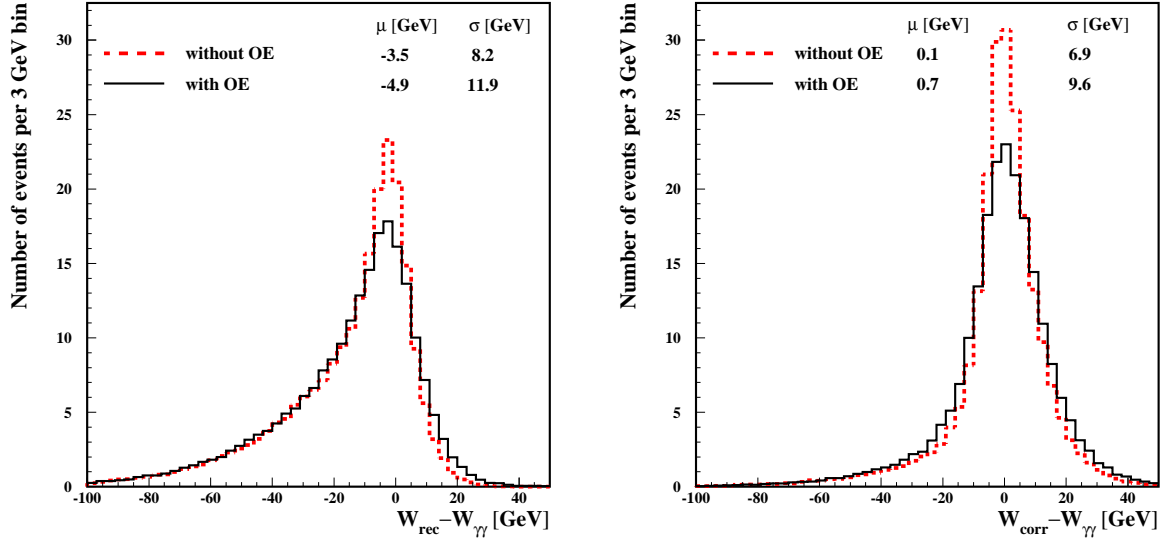 Number of events per 3 GeV bin
μ [GeV] σ [GeV]
without OE -3.5 8.2
with OE -4.9 11.9
30
25
20
15
10
5
0
-100 -80 -60 -40 -20 0 20 40
W_rec−W_γγ [GeV]
Number of events per 3 GeV bin
μ [GeV] σ [GeV]
without OE 0.1 6.9
with OE 0.7 9.6
30
25
20
15
10
5
0
-100 -80 -60 -40 -20 0 20 40
W_corr−W_γγ [GeV]